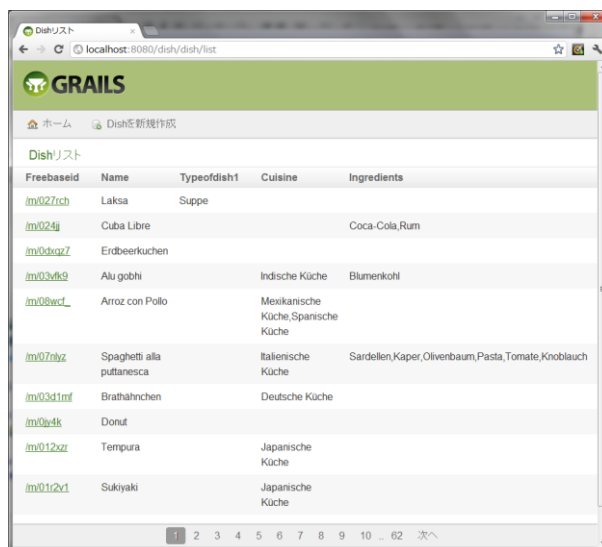 Dishリスト
localhost:8080/dish/dish/list
GRAILS
ホーム Dishを新規作成
Dishリスト
Freebaseid Name Typeofdish1 Cuisine Ingredients
/m/027rch Laksa Suppe
/m/024jj Cuba Libre Coca-Cola,Rum
/m/0dxqz7 Erdbeerkuchen
/m/03vfk9 Alu gobhi Indische Küche Blumenkohl
/m/08wcf_ Arroz con Pollo Mexikanische
Küche,Spanische
Küche
/m/07nlyz Spaghetti alla Italienische Sardellen,Kaper,Olivenbaum,Pasta,Tomate,Knoblauch
puttanesca Küche
/m/03d1mf Brathähnchen Deutsche Küche
/m/0jy4k Donut
/m/012xzr Tempura Japanische
Küche
/m/01r2v1 Sukiyaki Japanische
Küche
1 2 3 4 5 6 7 8 9 10 .. 62 次へ